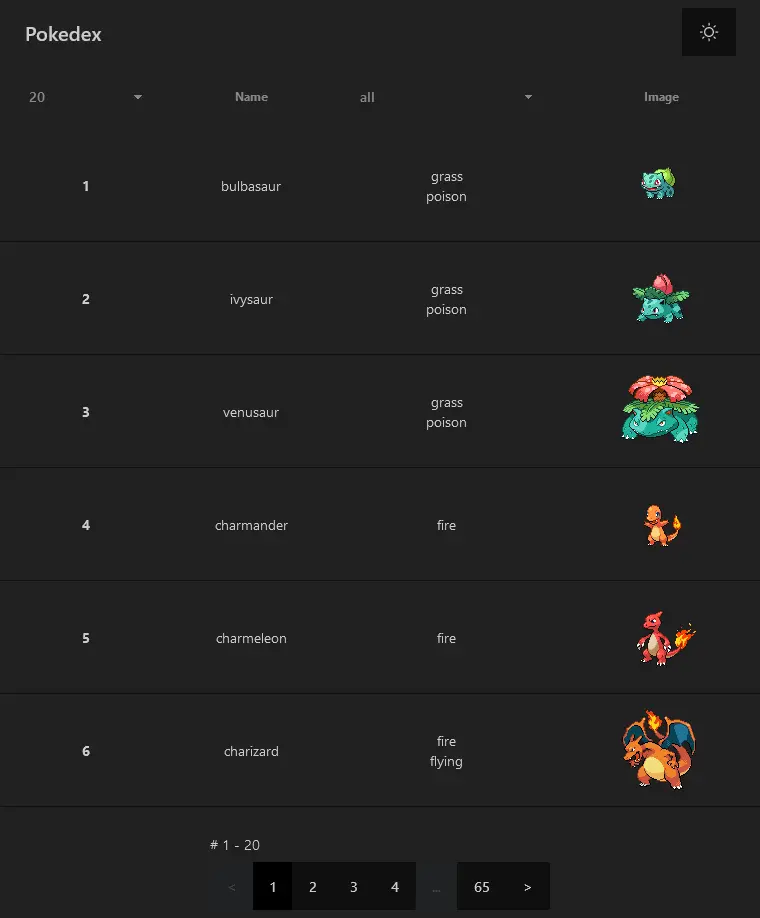 Pokedex
20 Name all Image
1 bulbasaur grass
poison
2 ivysaur grass
poison
3 venusaur grass
poison
4 charmander fire
5 charmeleon fire
6 charizard fire
flying
# 1 - 20
< 1 2 3 4 ... 65 >